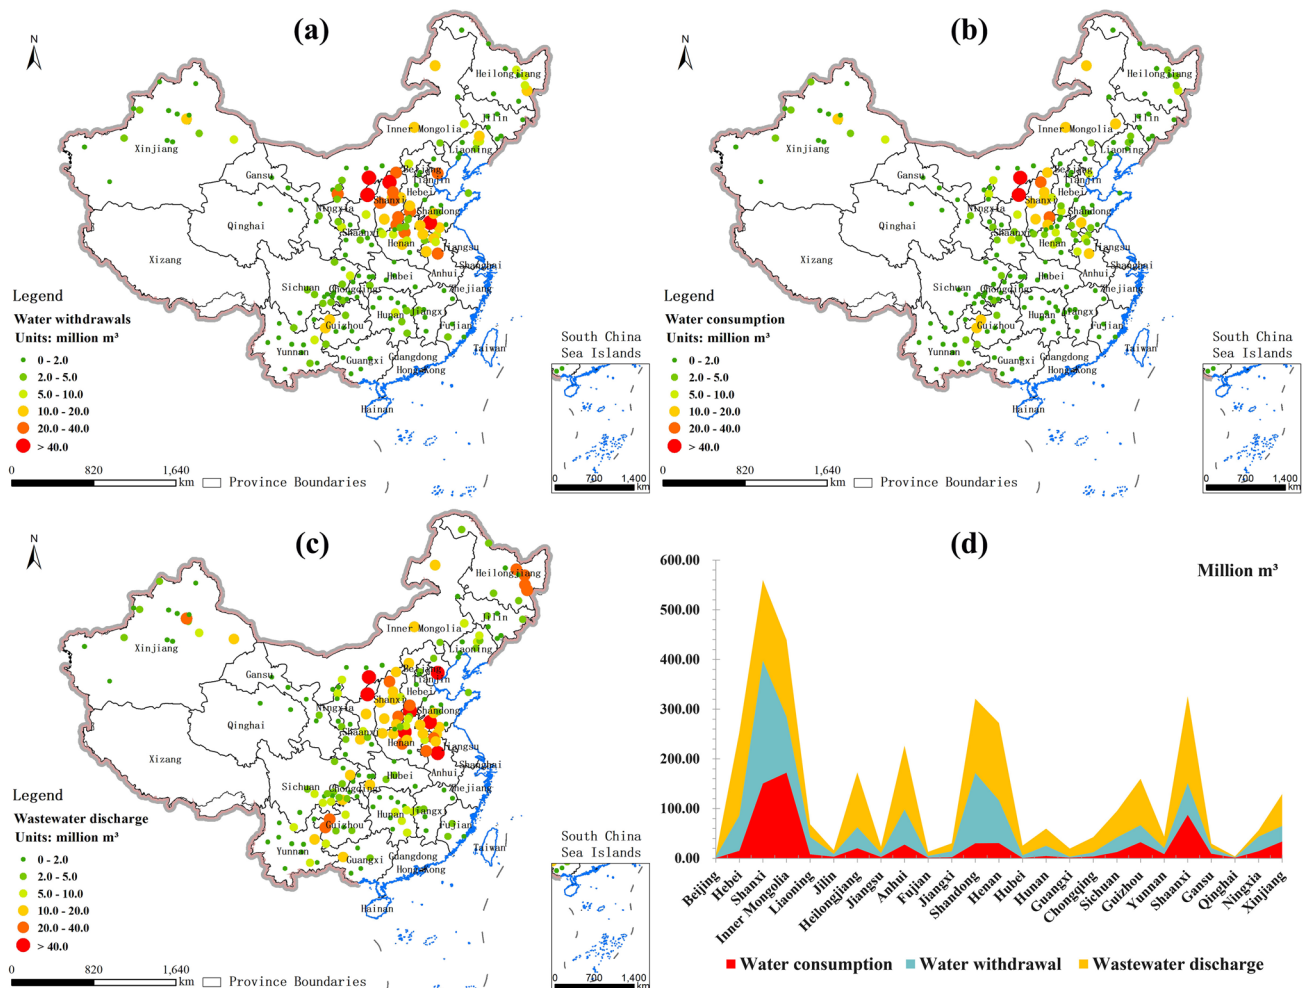 (a)
N
Heilongjiang
Jilin
Inner Mongolia
Liaoning
Xinjiang
Gansu
Beijing
Tianjin
Hebei
Shanxi
Ningxia
Shandong
Qinghai
Shaanxi
Henan
Jiangsu
Xizang
Shanghai
Anhui
Hubei
Sichuan
Chongqing
Zhejiang
Hunan
Jiangxi
Guizhou
Fujian
Yunnan
Guangxi
Guangdong
Taiwan
Hong Kong
Hainan
Legend
Water withdrawals
Units: million m³
0 - 2.0
2.0 - 5.0
5.0 - 10.0
10.0 - 20.0
20.0 - 40.0
> 40.0
0 820 1,640
km
Province Boundaries
South China
Sea Islands
0 700 1,400
km
(b)
N
Heilongjiang
Jilin
Inner Mongolia
Liaoning
Xinjiang
Gansu
Beijing
Tianjin
Hebei
Shanxi
Ningxia
Shandong
Qinghai
Shaanxi
Henan
Jiangsu
Xizang
Shanghai
Anhui
Hubei
Sichuan
Chongqing
Zhejiang
Hunan
Jiangxi
Guizhou
Fujian
Yunnan
Guangxi
Guangdong
Taiwan
Hong Kong
Hainan
Legend
Water consumption
Units: million m³
0 - 2.0
2.0 - 5.0
5.0 - 10.0
10.0 - 20.0
20.0 - 40.0
> 40.0
0 820 1,640
km
Province Boundaries
South China
Sea Islands
0 700 1,400
km
(c)
N
Heilongjiang
Jilin
Inner Mongolia
Liaoning
Xinjiang
Gansu
Beijing
Tianjin
Hebei
Shanxi
Ningxia
Shandong
Qinghai
Shaanxi
Henan
Jiangsu
Xizang
Shanghai
Anhui
Hubei
Sichuan
Chongqing
Zhejiang
Hunan
Jiangxi
Guizhou
Fujian
Yunnan
Guangxi
Guangdong
Taiwan
Hong Kong
Hainan
Legend
Wastewater discharge
Units: million m³
0 - 2.0
2.0 - 5.0
5.0 - 10.0
10.0 - 20.0
20.0 - 40.0
> 40.0
0 820 1,640
km
Province Boundaries
South China
Sea Islands
0 700 1,400
km
(d)
Million m³
600.00
500.00
400.00
300.00
200.00
100.00
0.00
Beijing
Hebei
Shanxi
Inner Mongolia
Liaoning
Jilin
Heilongjiang
Jiangsu
Anhui
Fujian
Jiangxi
Shandong
Henan
Hubei
Hunan
Guangxi
Chongqing
Sichuan
Guizhou
Yunnan
Shaanxi
Gansu
Qinghai
Ningxia
Xinjiang
Water consumption
Water withdrawal
Wastewater discharge